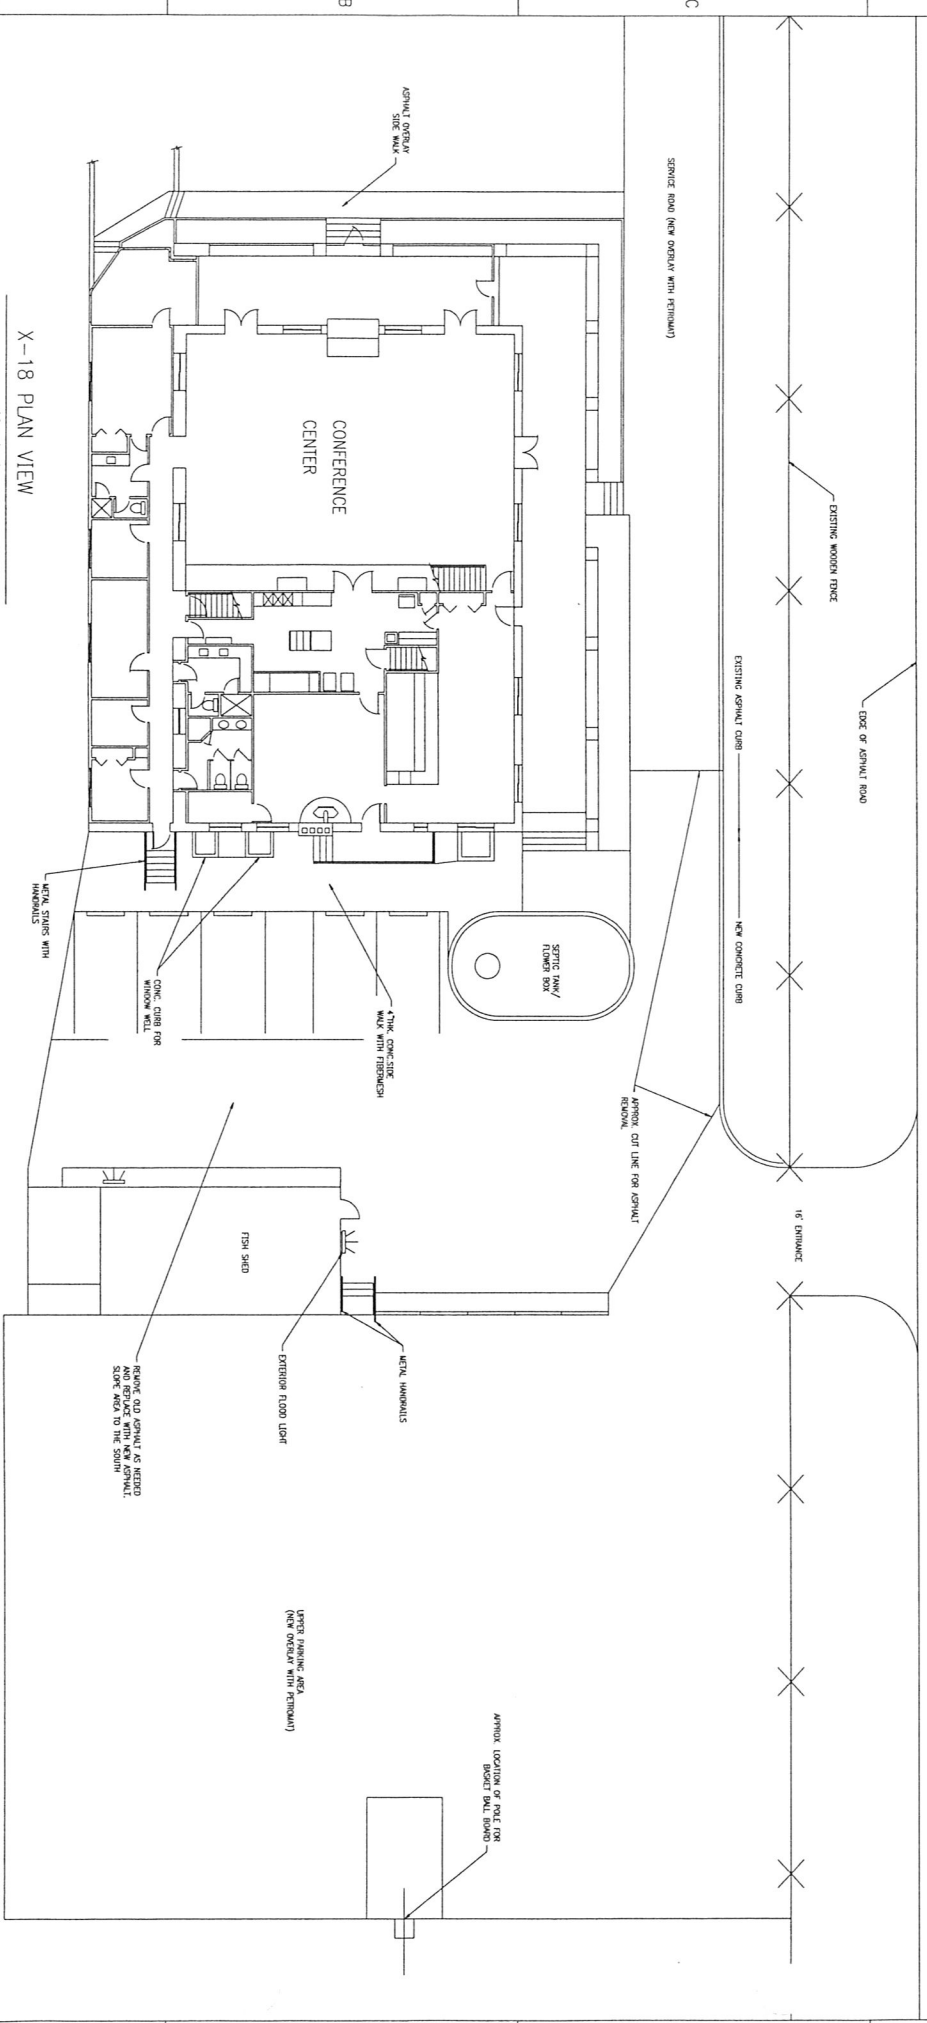 B
C
ASPHALT OVERLAY
SIDE WALK
SERVICE ROAD (NEW OVERLAY WITH PETROMAT)
EXISTING WOODEN FENCE
EDGE OF ASPHALT ROAD
EXISTING ASPHALT CURB
NEW CONCRETE CURB
CONFERENCE
CENTER
X-18 PLAN VIEW
METAL STAIRS WITH
HANDRAILS
CONC. CURB FOR
WINDOW WELL
4"THK. CONC.SIDE
WALK WITH FIBERMESH
SEPTIC TANK/
FLOWER BOX
APPROX. CUT LINE FOR ASPHALT
REMOVAL
16' ENTRANCE
FISH SHED
METAL HANDRAILS
EXTERIOR FLOOD LIGHT
REMOVE OLD ASPHALT AS NEEDED
AND REPLACE WITH NEW ASPHALT.
SLOPE AREA TO THE SOUTH
UPPER PARKING AREA
(NEW OVERLAY WITH PETROMAT)
APPROX. LOCATION OF POLE FOR
BASKET BALL BOARD